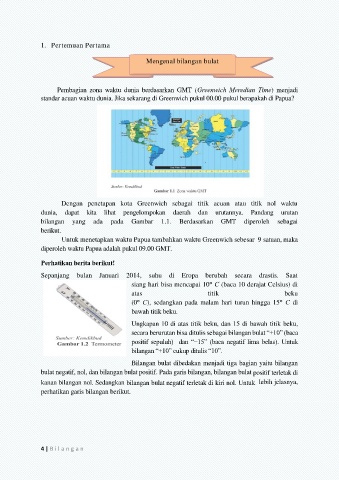 1. Pertemuan Pertama
Mengenal bilangan bulat
Pembagian zona waktu dunia berdasarkan GMT (Greenwich Meredian Time) menjadi
standar acuan waktu dunia. Jika sekarang di Greenwich pukul 00.00 pukul berapakah di Papua?
Sumber: Kemdikbud
Gambar 1.1 Zona waktu GMT
Dengan penetapan kota Greenwich sebagai titik acuan atau titik nol waktu
dunia, dapat kita lihat pengelompokan daerah dan urutannya. Pandang urutan
bilangan yang ada pada Gambar 1.1. Berdasarkan GMT diperoleh sebagai
berikut.
Untuk menetapkan waktu Papua tambahkan waktu Greenwich sebesar 9 satuan, maka
diperoleh waktu Papua adalah pukul 09.00 GMT.
Perhatikan berita berikut!
Sepanjang bulan Januari 2014, suhu di Eropa berubah secara drastis. Saat
siang hari bisa mencapai 10° C (baca 10 derajat Celsius) di
atas titik beku
(0° C), sedangkan pada malam hari turun hingga 15° C di
bawah titik beku.
Ungkapan 10 di atas titik beku, dan 15 di bawah titik beku,
secara berurutan bisa ditulis sebagai bilangan bulat “+10” (baca
positif sepuluh) dan “−15” (baca negatif lima belas). Untuk
bilangan “+10” cukup ditulis “10”.
Sumber: Kemdikbud
Gambar 1.2 Termometer
Bilangan bulat dibedakan menjadi tiga bagian yaitu bilangan
bulat negatif, nol, dan bilangan bulat positif. Pada garis bilangan, bilangan bulat positif terletak di
kanan bilangan nol. Sedangkan bilangan bulat negatif terletak di kiri nol. Untuk lebih jelasnya,
perhatikan garis bilangan berikut.
4 | Bilangan